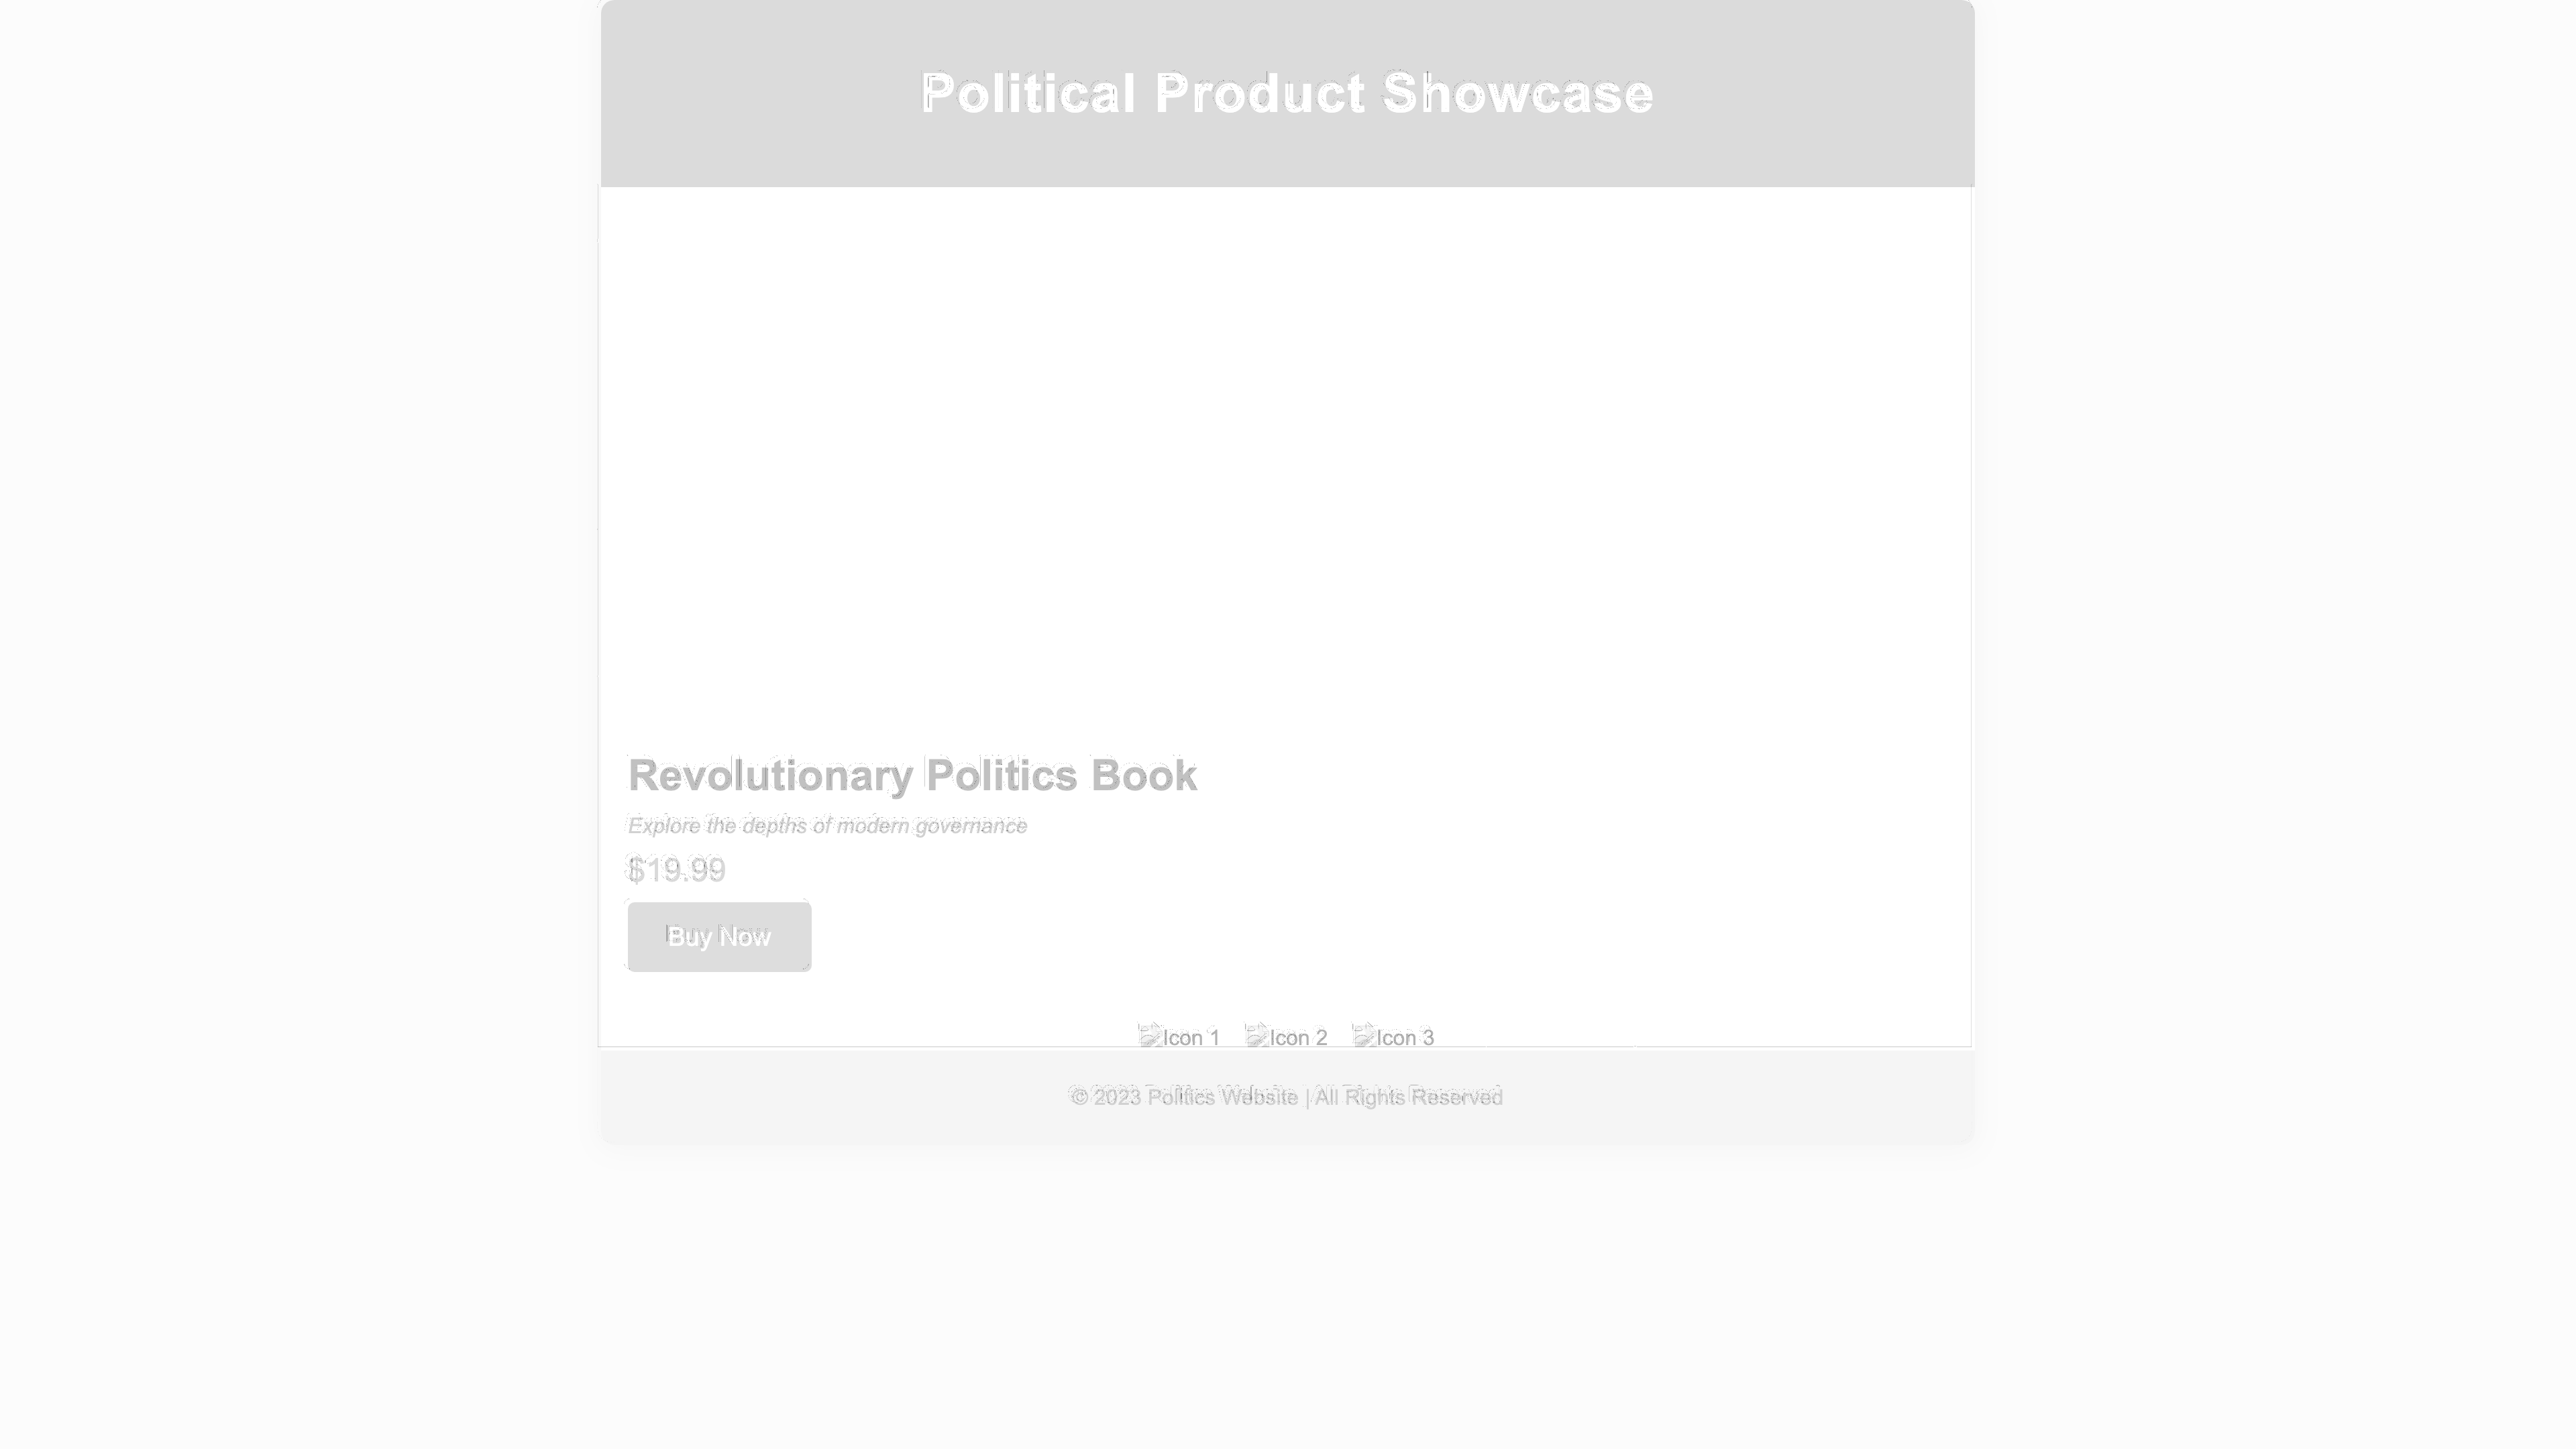 Political Product Showcase
Revolutionary Politics Book
Explore the depths of modern governance
$19.99
Buy Now
Icon 1 Icon 2 Icon 3
© 2023 Politics Website | All Rights Reserved